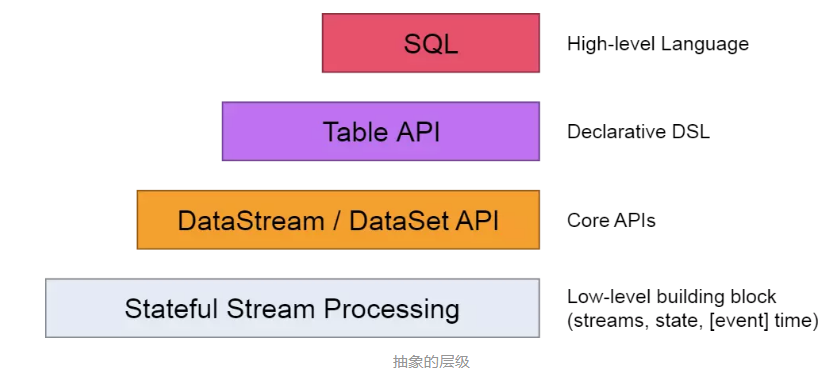 SQL
High-level Language
Table API
Declarative DSL
DataStream / DataSet API
Core APIs
Stateful Stream Processing
Low-level building block
(streams, state, [event] time)
抽象的层级